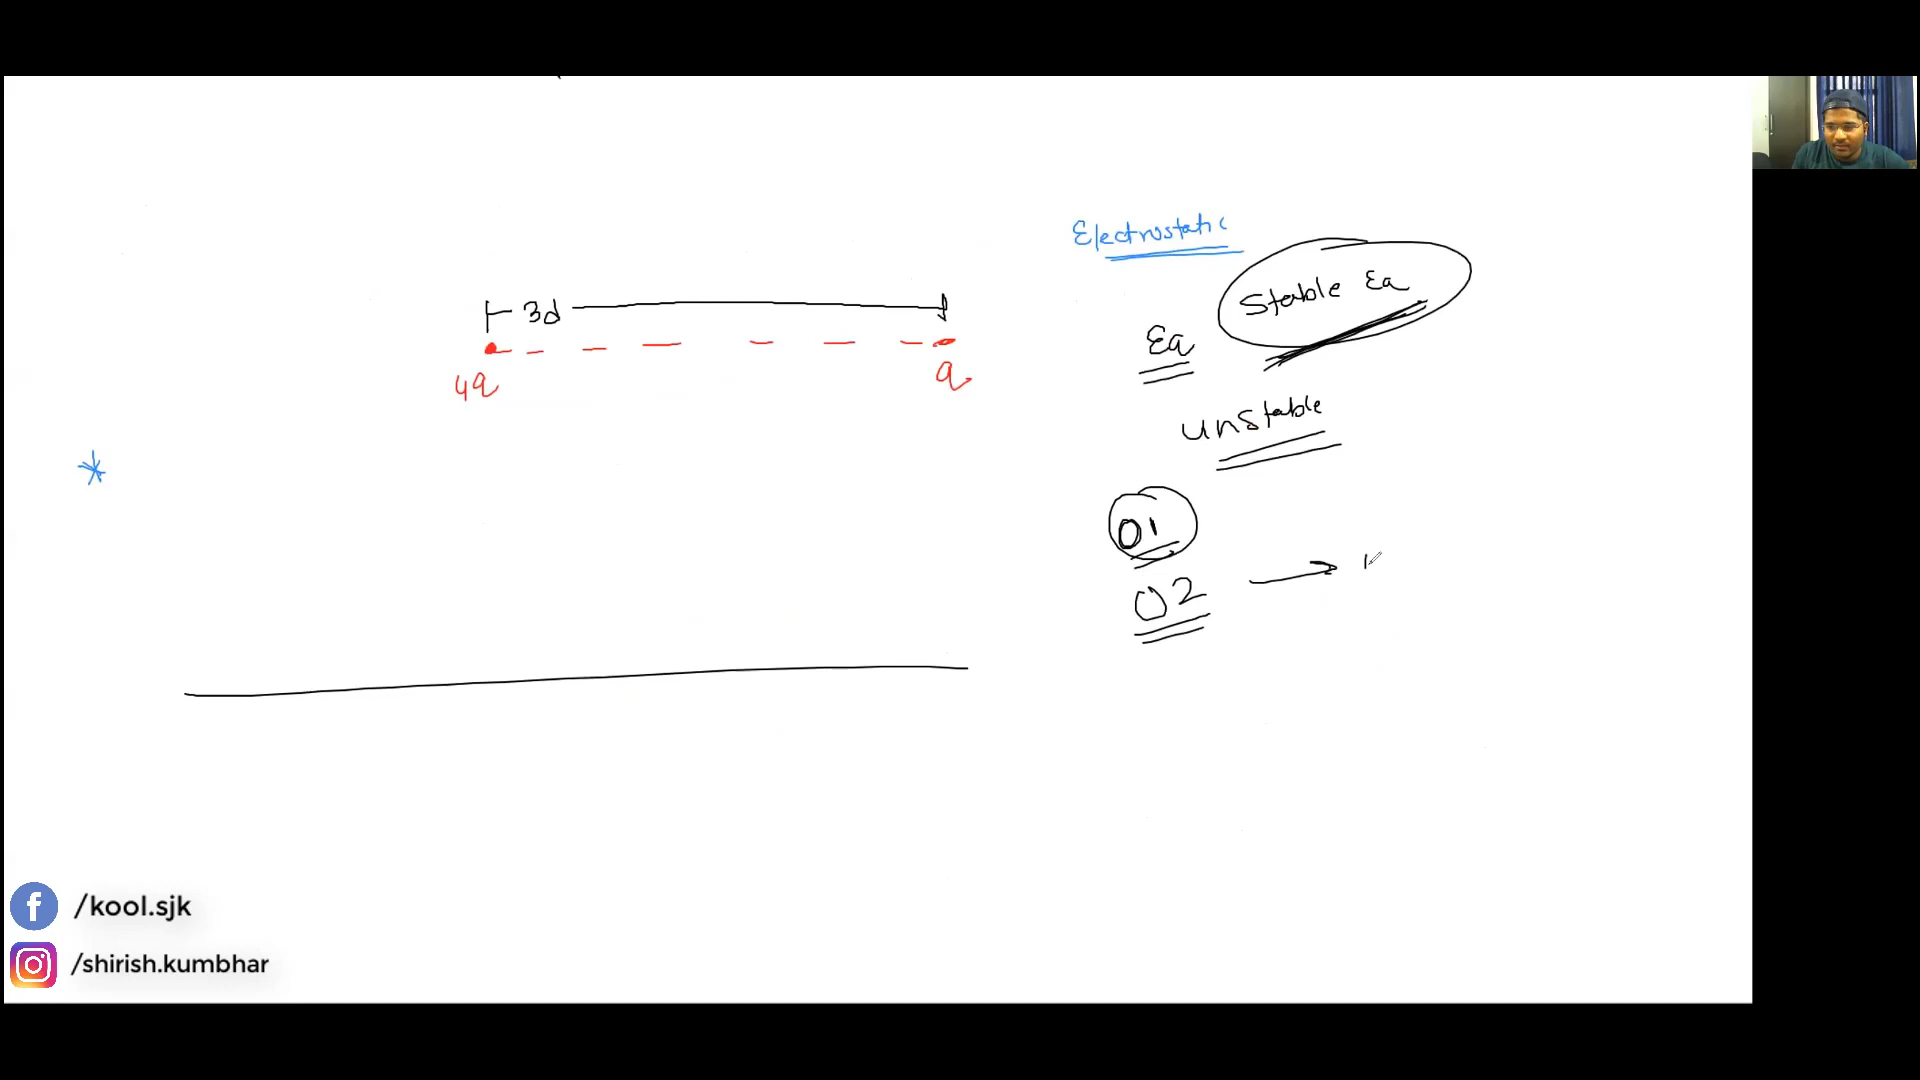 Electrostatic
Stable Eq
3d
Eq
4q
q
unstable
01
02
/kool.sjk
/shirish.kumbhar